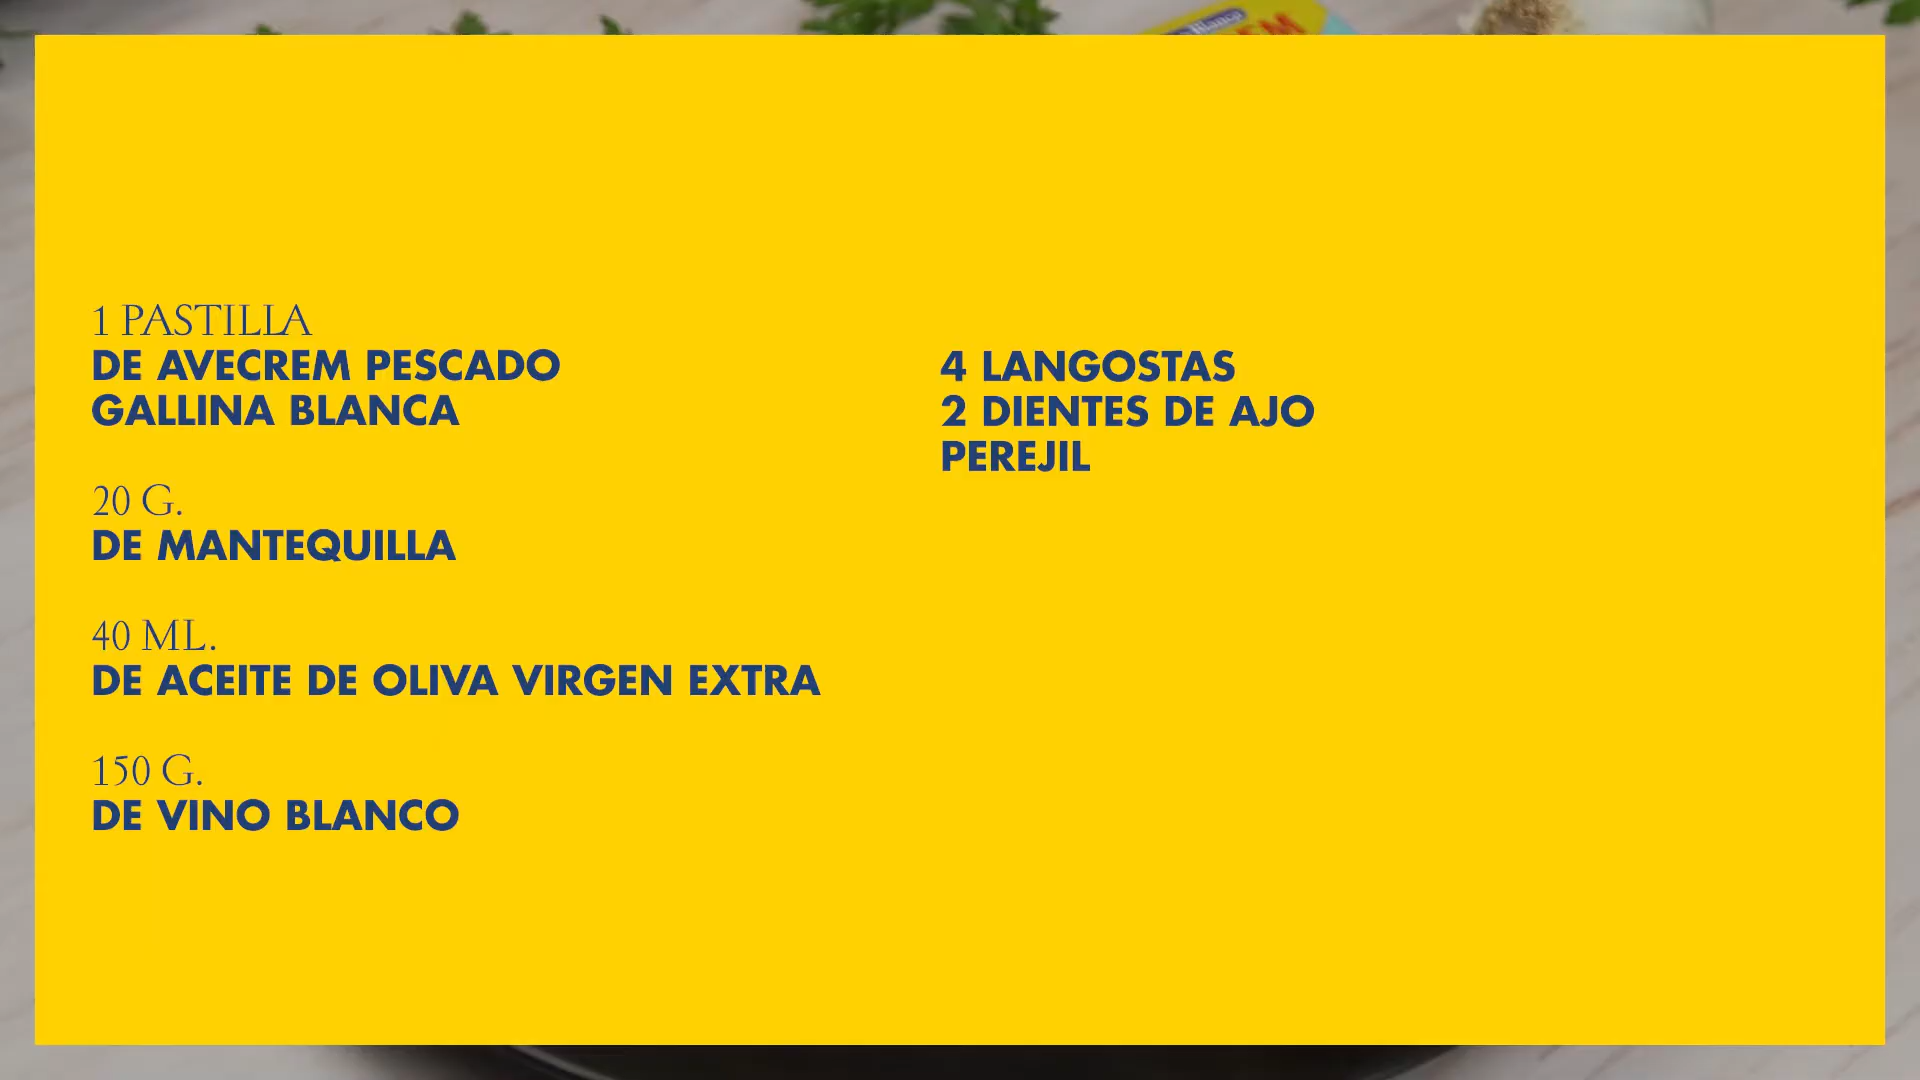 Blanca
1 PASTILLA
DE AVECREM PESCADO
GALLINA BLANCA
20 G.
DE MANTEQUILLA
40 ML.
DE ACEITE DE OLIVA VIRGEN EXTRA
150 G.
DE VINO BLANCO
4 LANGOSTAS
2 DIENTES DE AJO
PEREJIL